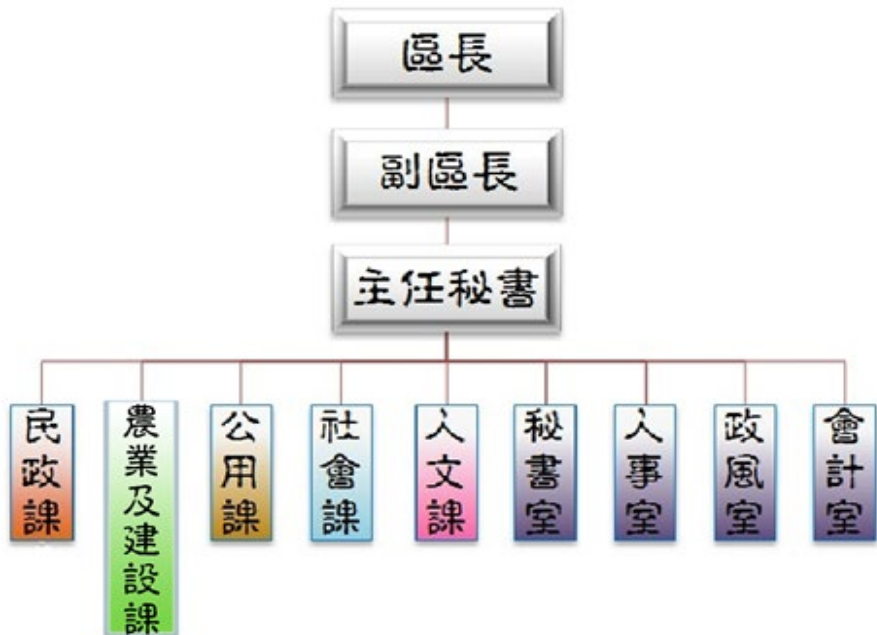 區長
副區長
主任秘書
民政課
農業及建設課
公用課
社會課
人文課
秘書室
人事室
政風室
會計室